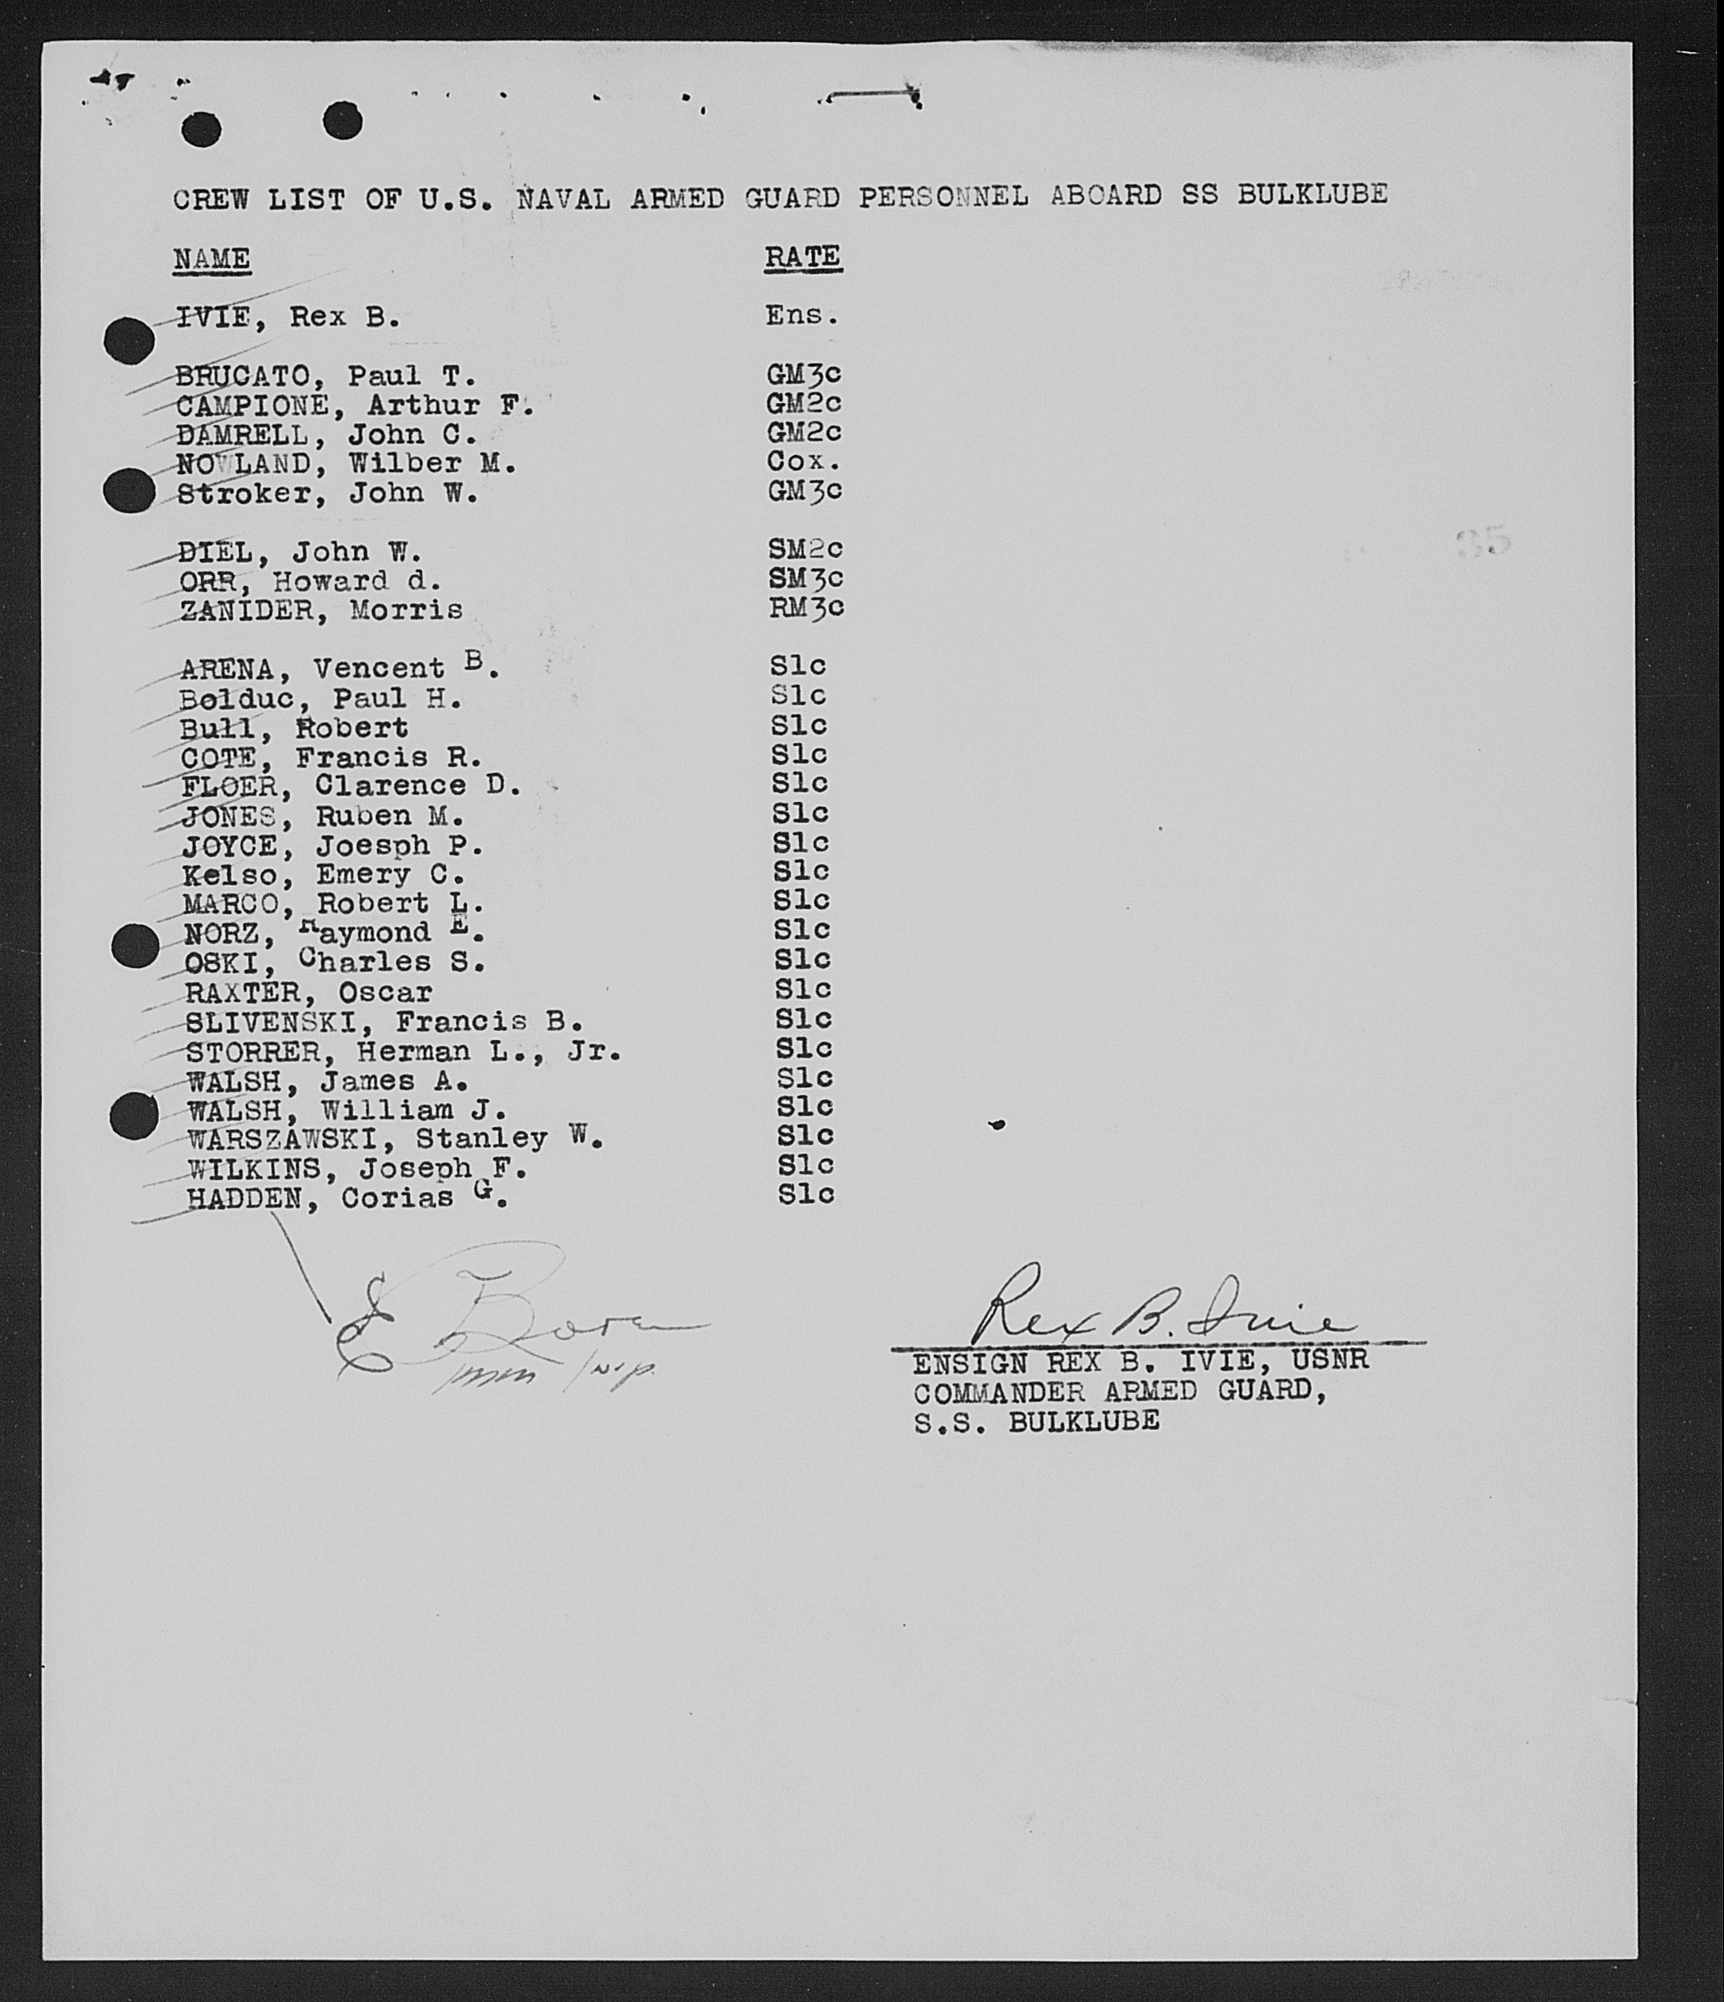 CREW LIST OF U.S. NAVAL ARMED GUARD PERSONNEL ABOARD SS BULKLUBE
NAME RATE
IVIE, Rex B. Ens.
BRUCATO, Paul T. GM3c
CAMPIONE, Arthur F. GM2c
DAMRELL, John C. GM2c
NOWLAND, Wilber M. Cox.
Stroker, John W. GM3c
DIEL, John W. SM2c
ORR, Howard d. SM3c
ZANIDER, Morris RM3c
ARENA, Vencent B. S1c
Bolduc, Paul H. S1c
Bull, Robert S1c
COTE, Francis R. S1c
FLOER, Clarence D. S1c
JONES, Ruben M. S1c
JOYCE, Joesph P. S1c
Kelso, Emery C. S1c
MARCO, Robert L. S1c
NORZ, Raymond E. S1c
OSKI, Charles S. S1c
RAXTER, Oscar S1c
SLIVENSKI, Francis B. S1c
STORRER, Herman L., Jr. S1c
WALSH, James A. S1c
WALSH, William J. S1c
WARSZAWSKI, Stanley W. S1c
WILKINS, Joseph F. S1c
HADDEN, Corias G. S1c
Rex B. Ivie
ENSIGN REX B. IVIE, USNR
COMMANDER ARMED GUARD,
S.S. BULKLUBE
35